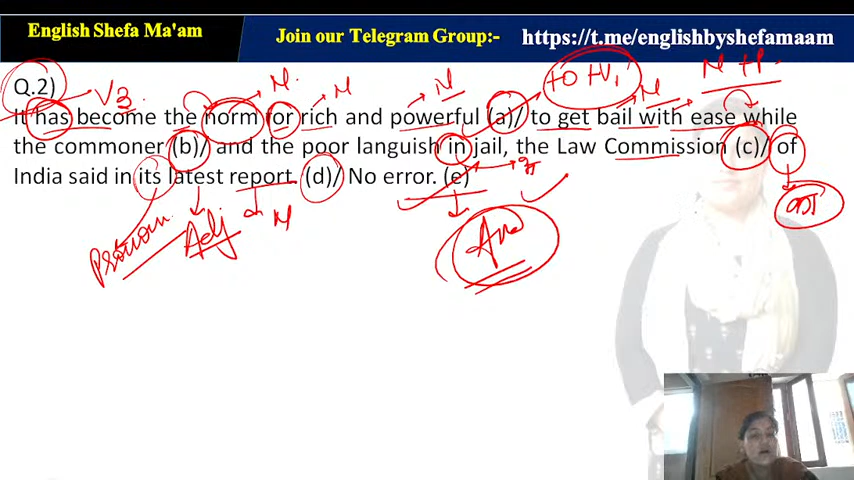 English Shefa Ma'am
Join our Telegram Group:- https://t.me/englishbyshefamaam
Q.2)
V3 N. N N to +V1 N N +P.
It has become the norm for rich and powerful (a)/ to get bail with ease while
the commoner (b)/ and the poor languish in jail, the Law Commission (c)/ of
India said in its latest report. (d)/ No error. (e)
में
का
Pronoun. Adj N Ans